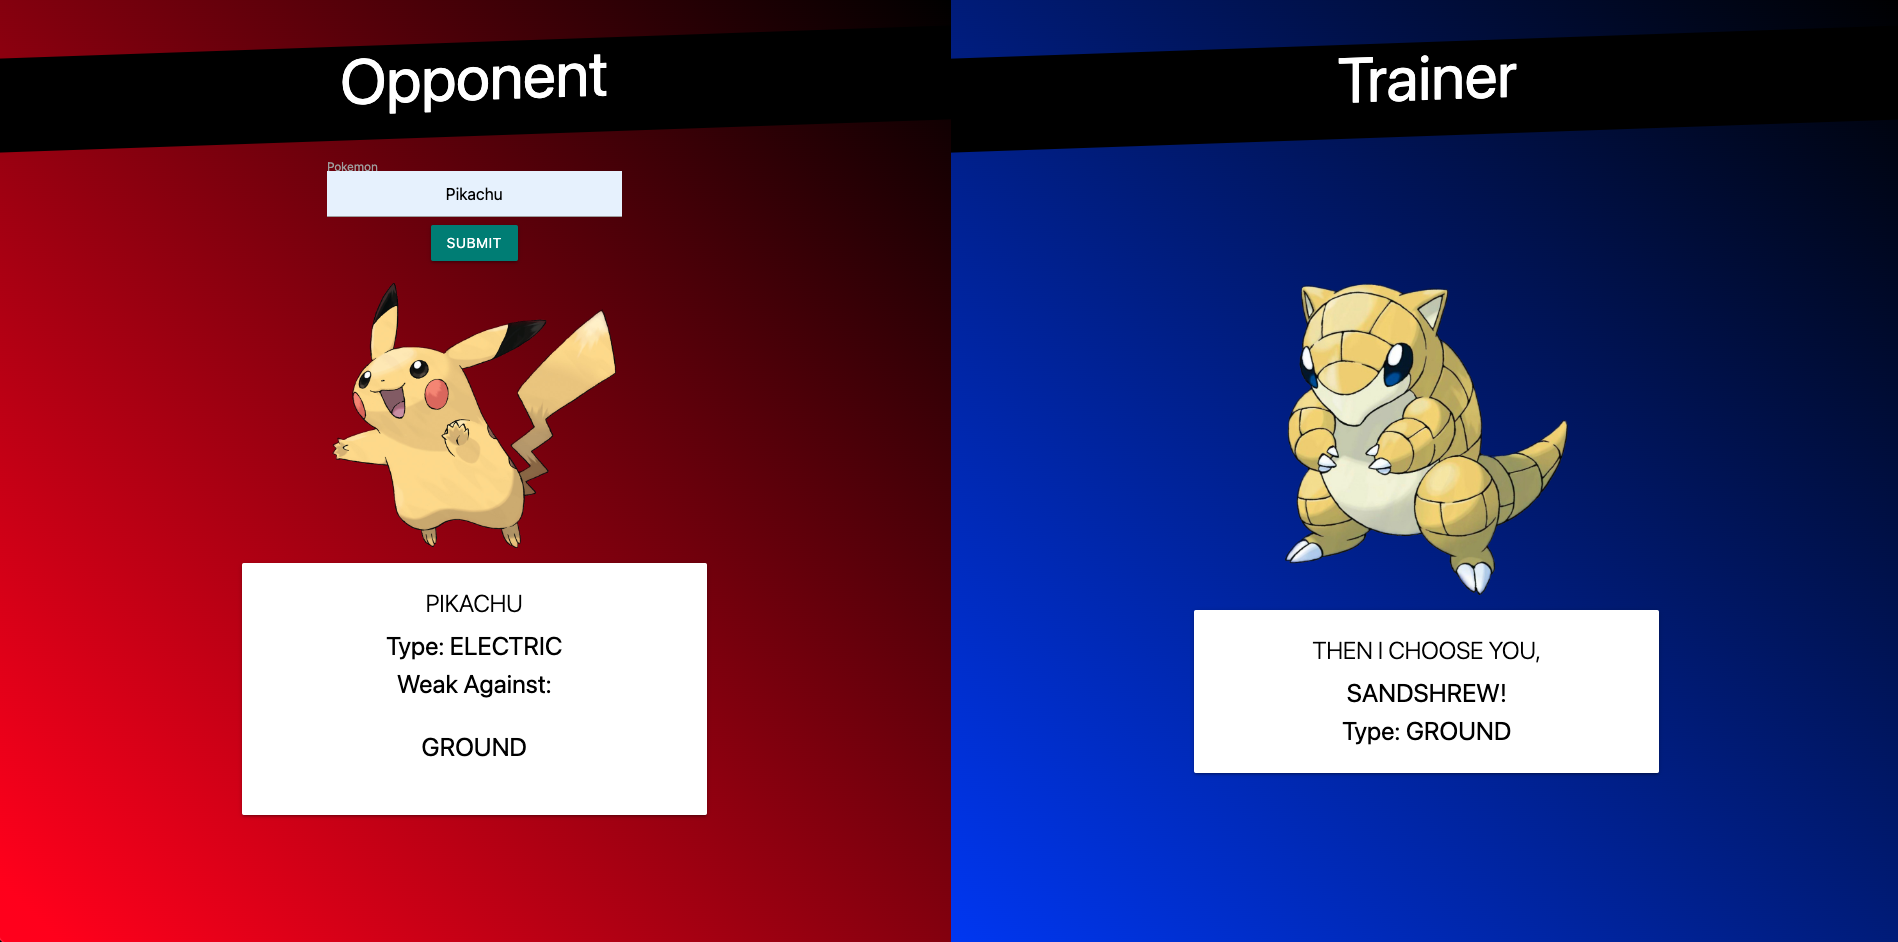 Opponent
Pokemon
Pikachu
SUBMIT
PIKACHU
Type: ELECTRIC
Weak Against:
GROUND
Trainer
THEN I CHOOSE YOU,
SANDSHREW!
Type: GROUND